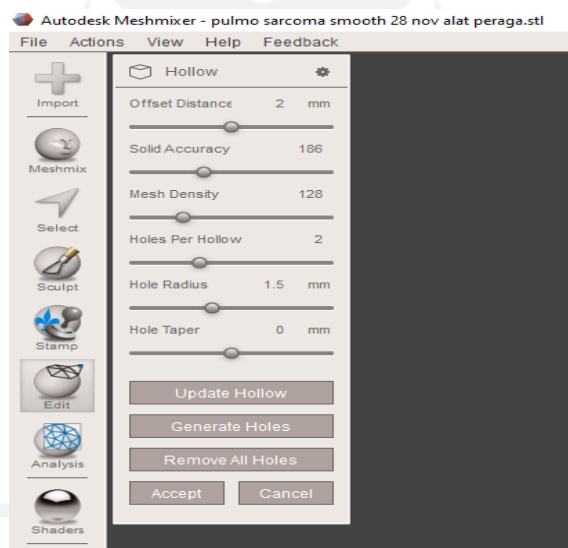 Autodesk Meshmixer - pulmo sarcoma smooth 28 nov alat peraga.stl
File Actions View Help Feedback
Import
Meshmix
Select
Sculpt
Stamp
Edit
Analysis
Shaders
Hollow
Offset Distance 2 mm
Solid Accuracy 186
Mesh Density 128
Holes Per Hollow 2
Hole Radius 1.5 mm
Hole Taper 0 mm
Update Hollow
Generate Holes
Remove All Holes
Accept Cancel